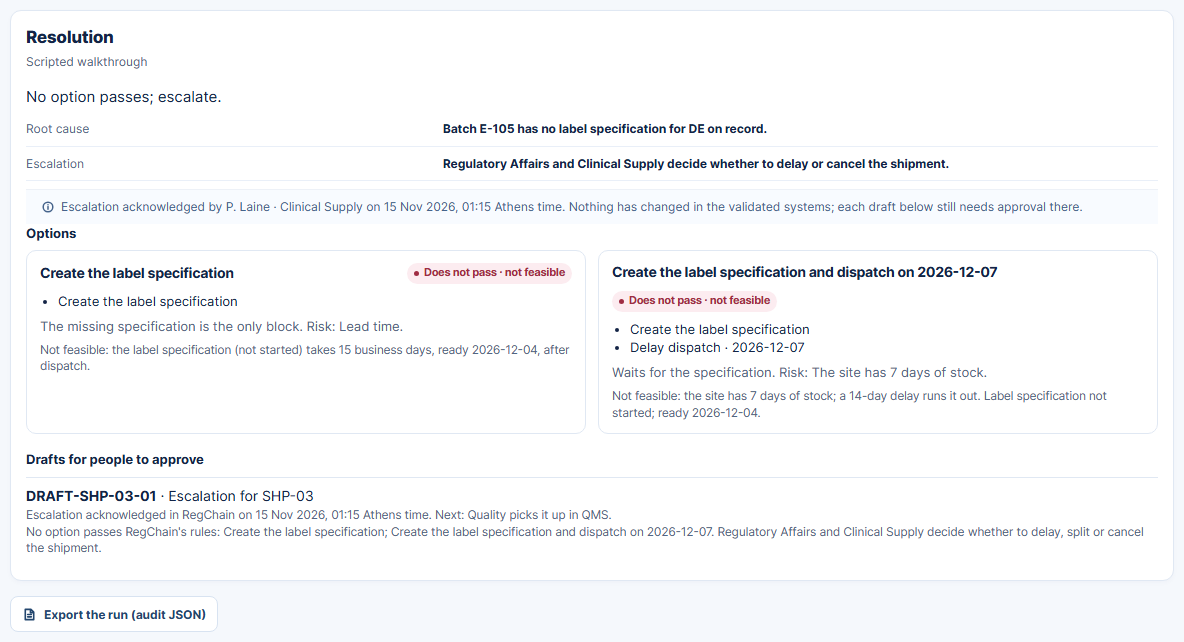 Resolution
Scripted walkthrough
No option passes; escalate.
Root cause
Batch E-105 has no label specification for DE on record.
Escalation
Regulatory Affairs and Clinical Supply decide whether to delay or cancel the shipment.
Escalation acknowledged by P. Laine · Clinical Supply on 15 Nov 2026, 01:15 Athens time. Nothing has changed in the validated systems; each draft below still needs approval there.
Options
Create the label specification
Does not pass · not feasible
• Create the label specification
The missing specification is the only block. Risk: Lead time.
Not feasible: the label specification (not started) takes 15 business days, ready 2026-12-04, after
dispatch.
Create the label specification and dispatch on 2026-12-07
Does not pass · not feasible
• Create the label specification
• Delay dispatch · 2026-12-07
Waits for the specification. Risk: The site has 7 days of stock.
Not feasible: the site has 7 days of stock; a 14-day delay runs it out. Label specification not
started; ready 2026-12-04.
Drafts for people to approve
DRAFT-SHP-03-01 · Escalation for SHP-03
Escalation acknowledged in RegChain on 15 Nov 2026, 01:15 Athens time. Next: Quality picks it up in QMS.
No option passes RegChain's rules: Create the label specification; Create the label specification and dispatch on 2026-12-07. Regulatory Affairs and Clinical Supply decide whether to delay, split or cancel
the shipment.
Export the run (audit JSON)